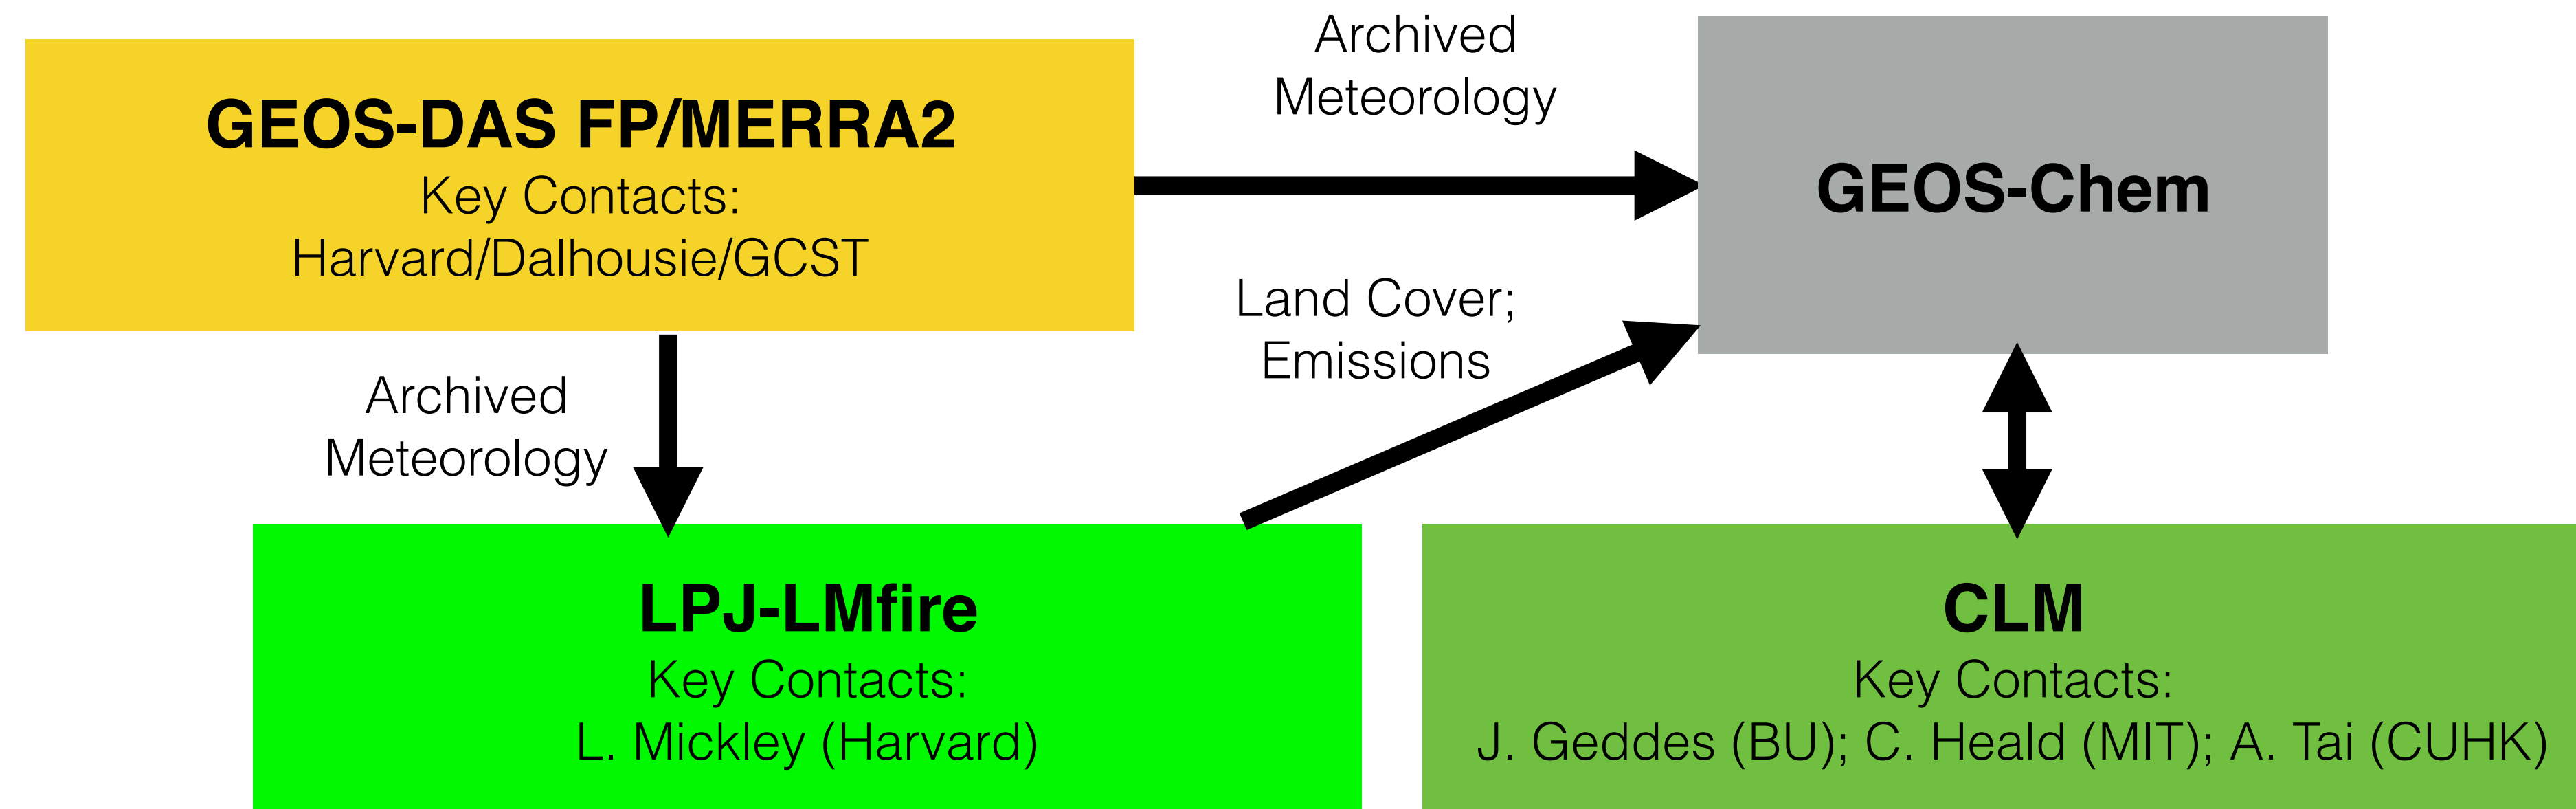 GEOS-DAS FP/MERRA2
Key Contacts:
Harvard/Dalhousie/GCST
Archived
Meteorology
GEOS-Chem
Archived
Meteorology
Land Cover;
Emissions
LPJ-LMfire
Key Contacts:
L. Mickley (Harvard)
CLM
Key Contacts:
J. Geddes (BU); C. Heald (MIT); A. Tai (CUHK)